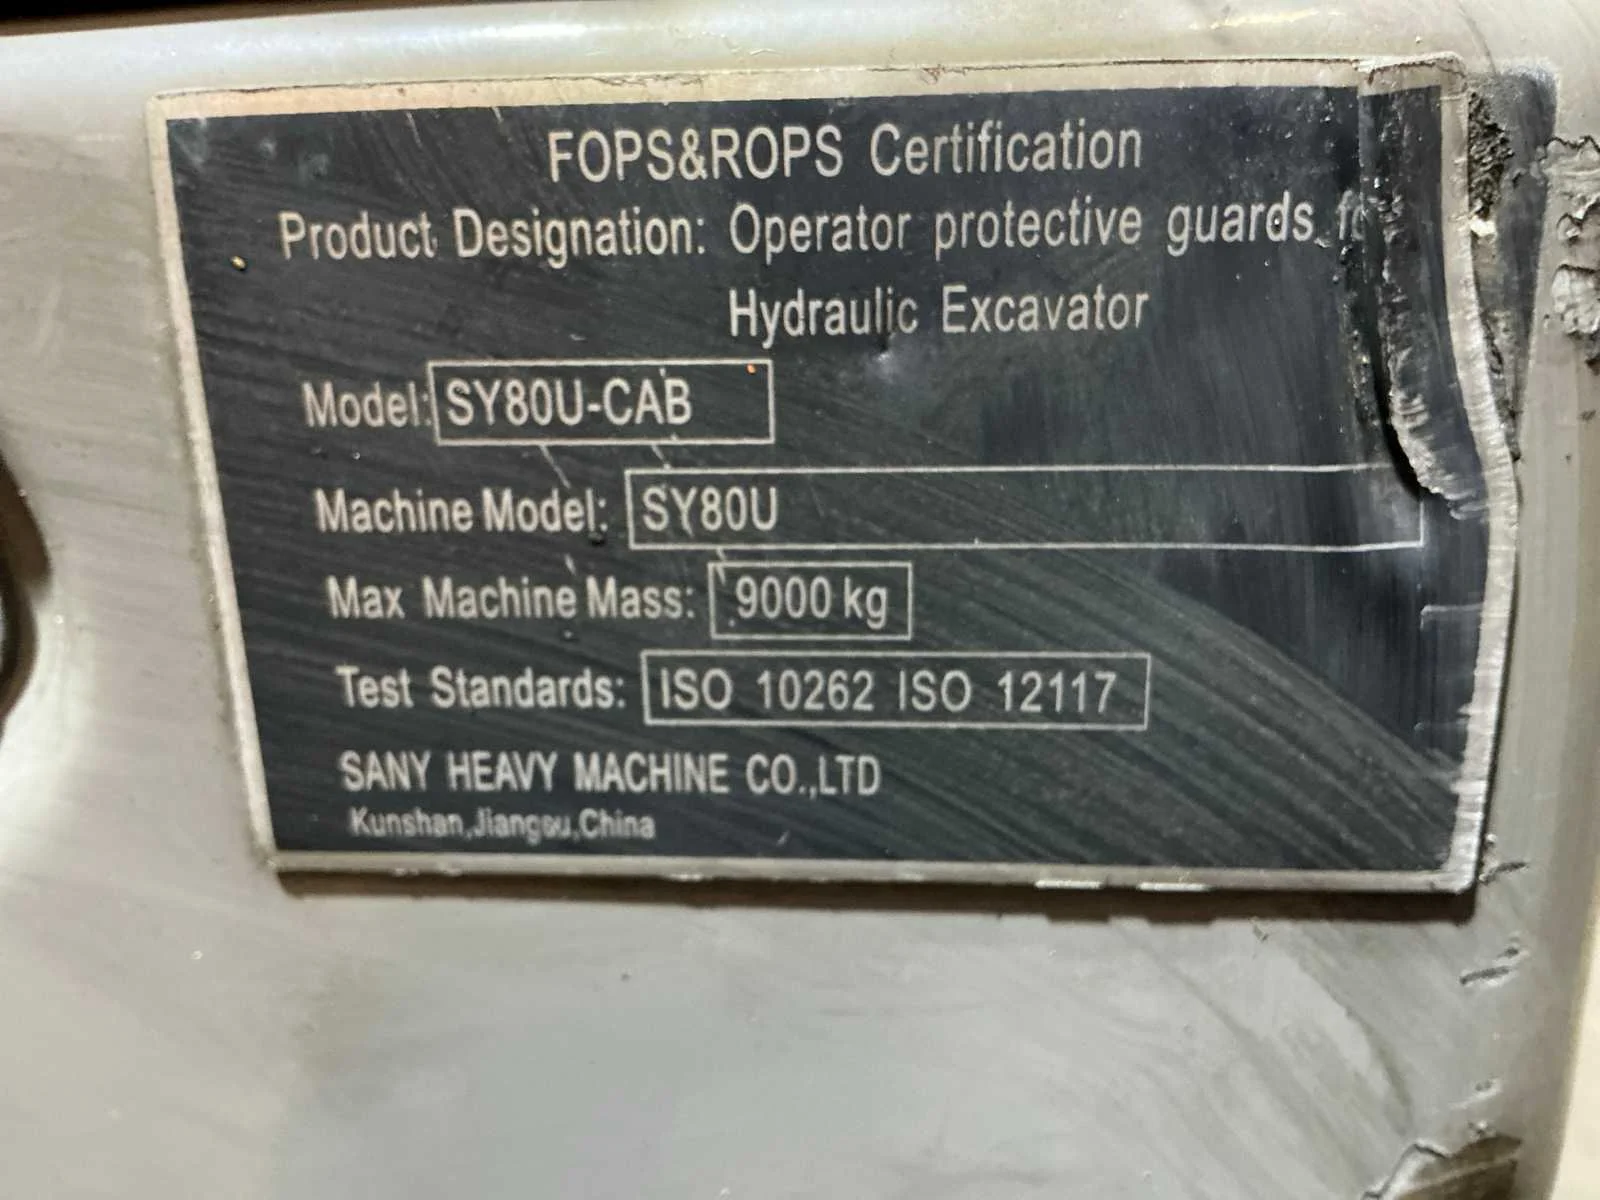 FOPS&ROPS Certification
Product Designation: Operator protective guards
Hydraulic Excavator
Model: SY80U-CAB
Machine Model: SY80U
Max Machine Mass: 9000 kg
Test Standards: ISO 10262 ISO 12117
SANY HEAVY MACHINE CO.,LTD
Kunshan,Jiangsu,China